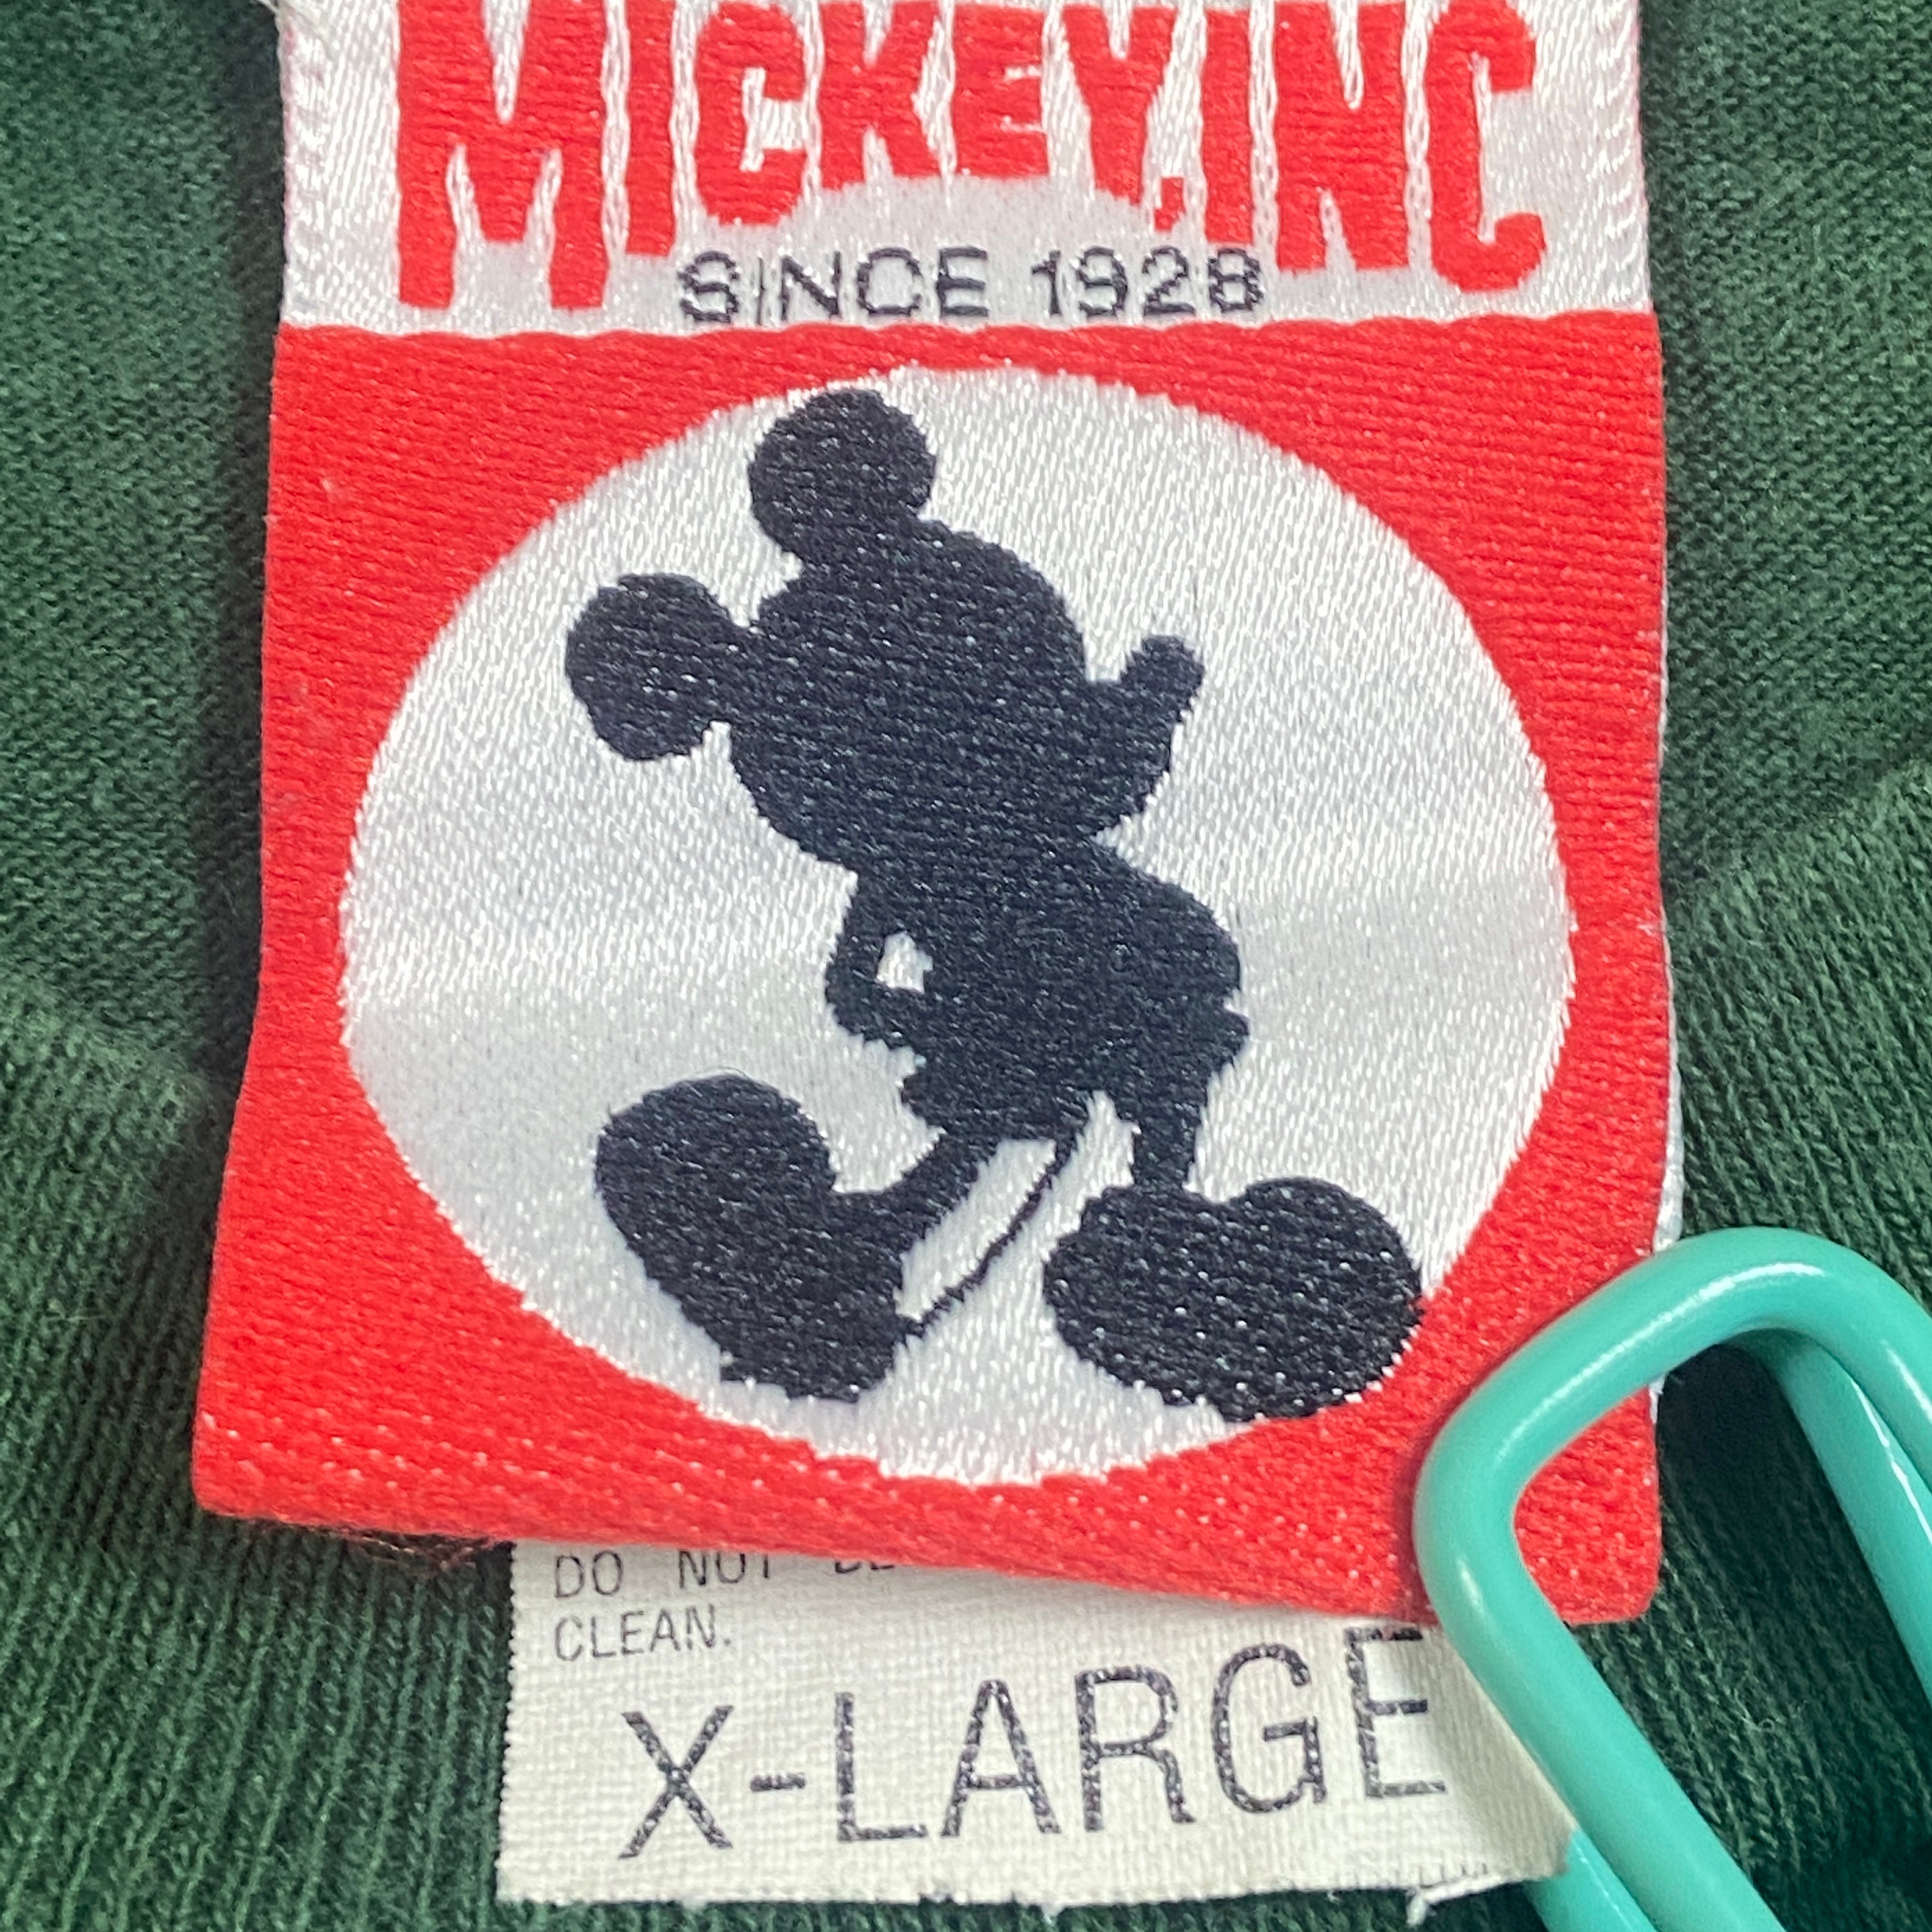 MICKEY, INC
SINCE 1928
DO NOT
CLEAN.
X-LARGE